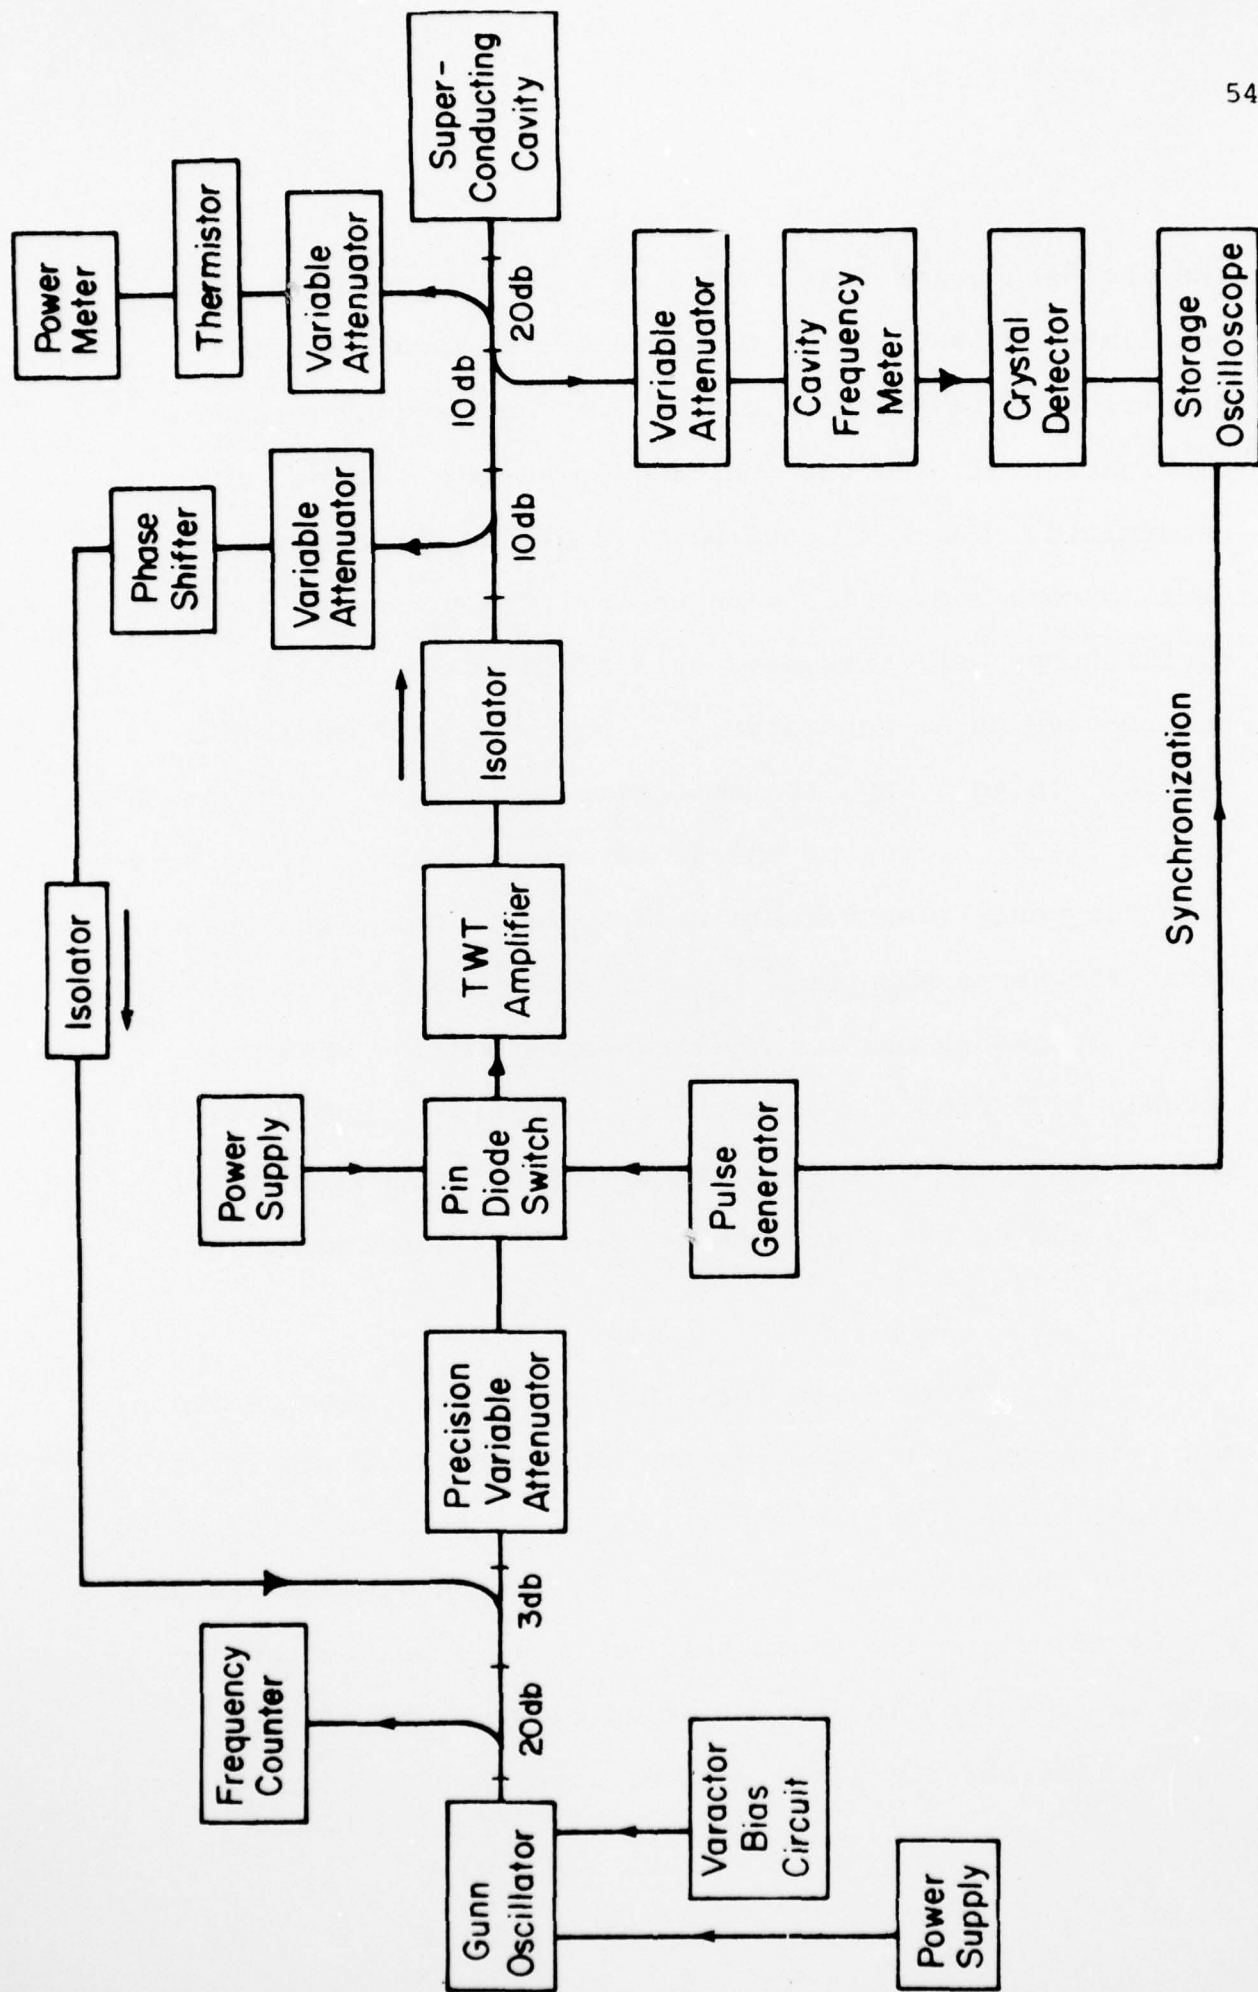 54
Power
Meter
Thermistor
Variable
Attenuator
Super-
Conducting
Cavity
20db
10db
Phase
Shifter
Variable
Attenuator
10db
Isolator
Isolator
TWT
Amplifier
Power
Supply
Pin
Diode
Switch
Pulse
Generator
Precision
Variable
Attenuator
3db
20db
Frequency
Counter
Gunn
Oscillator
Varactor
Bias
Circuit
Power
Supply
Variable
Attenuator
Cavity
Frequency
Meter
Crystal
Detector
Storage
Oscilloscope
Synchronization